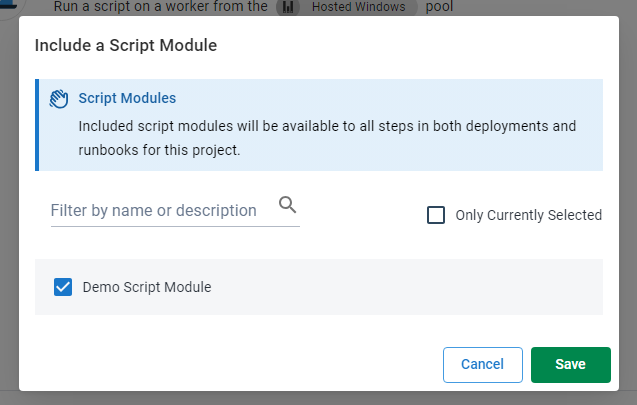 Run a script on a worker from the Hosted Windows pool
Include a Script Module
Script Modules
Included script modules will be available to all steps in both deployments and
runbooks for this project.
Filter by name or description
Only Currently Selected
Demo Script Module
Cancel
Save